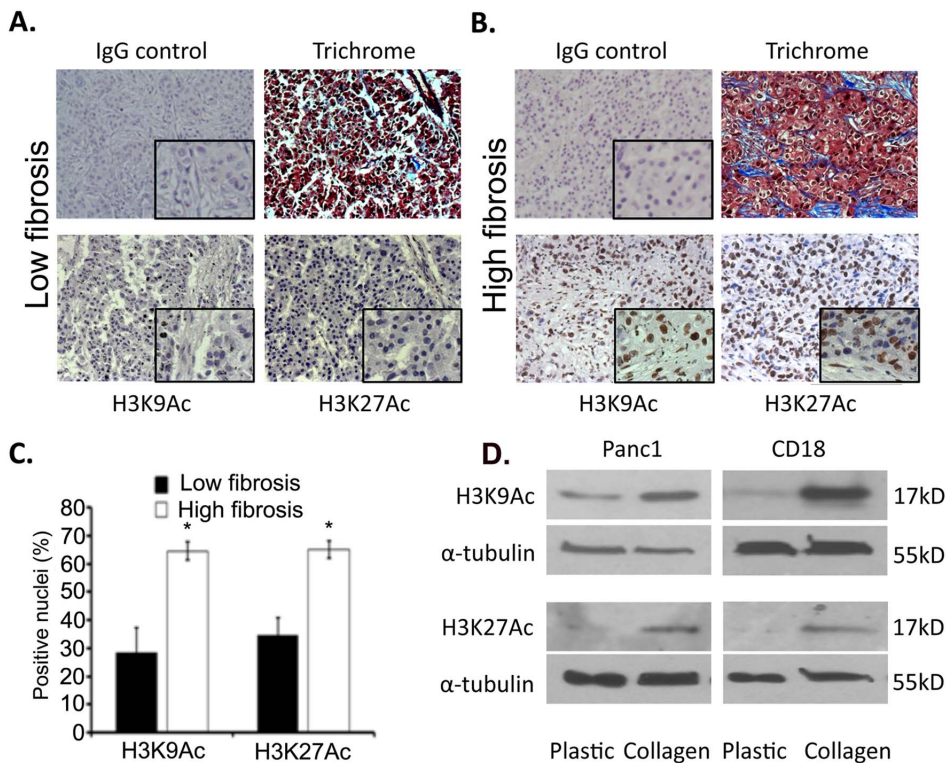 A.
IgG control
Trichrome
Low fibrosis
H3K9Ac
H3K27Ac
B.
IgG control
Trichrome
High fibrosis
H3K9Ac
H3K27Ac
C.
Low fibrosis
High fibrosis
Positive nuclei (%)
80
70
60
50
40
30
20
10
0
*
*
H3K9Ac
H3K27Ac
D.
Panc1
CD18
H3K9Ac
17kD
α-tubulin
55kD
H3K27Ac
17kD
α-tubulin
55kD
Plastic Collagen Plastic Collagen